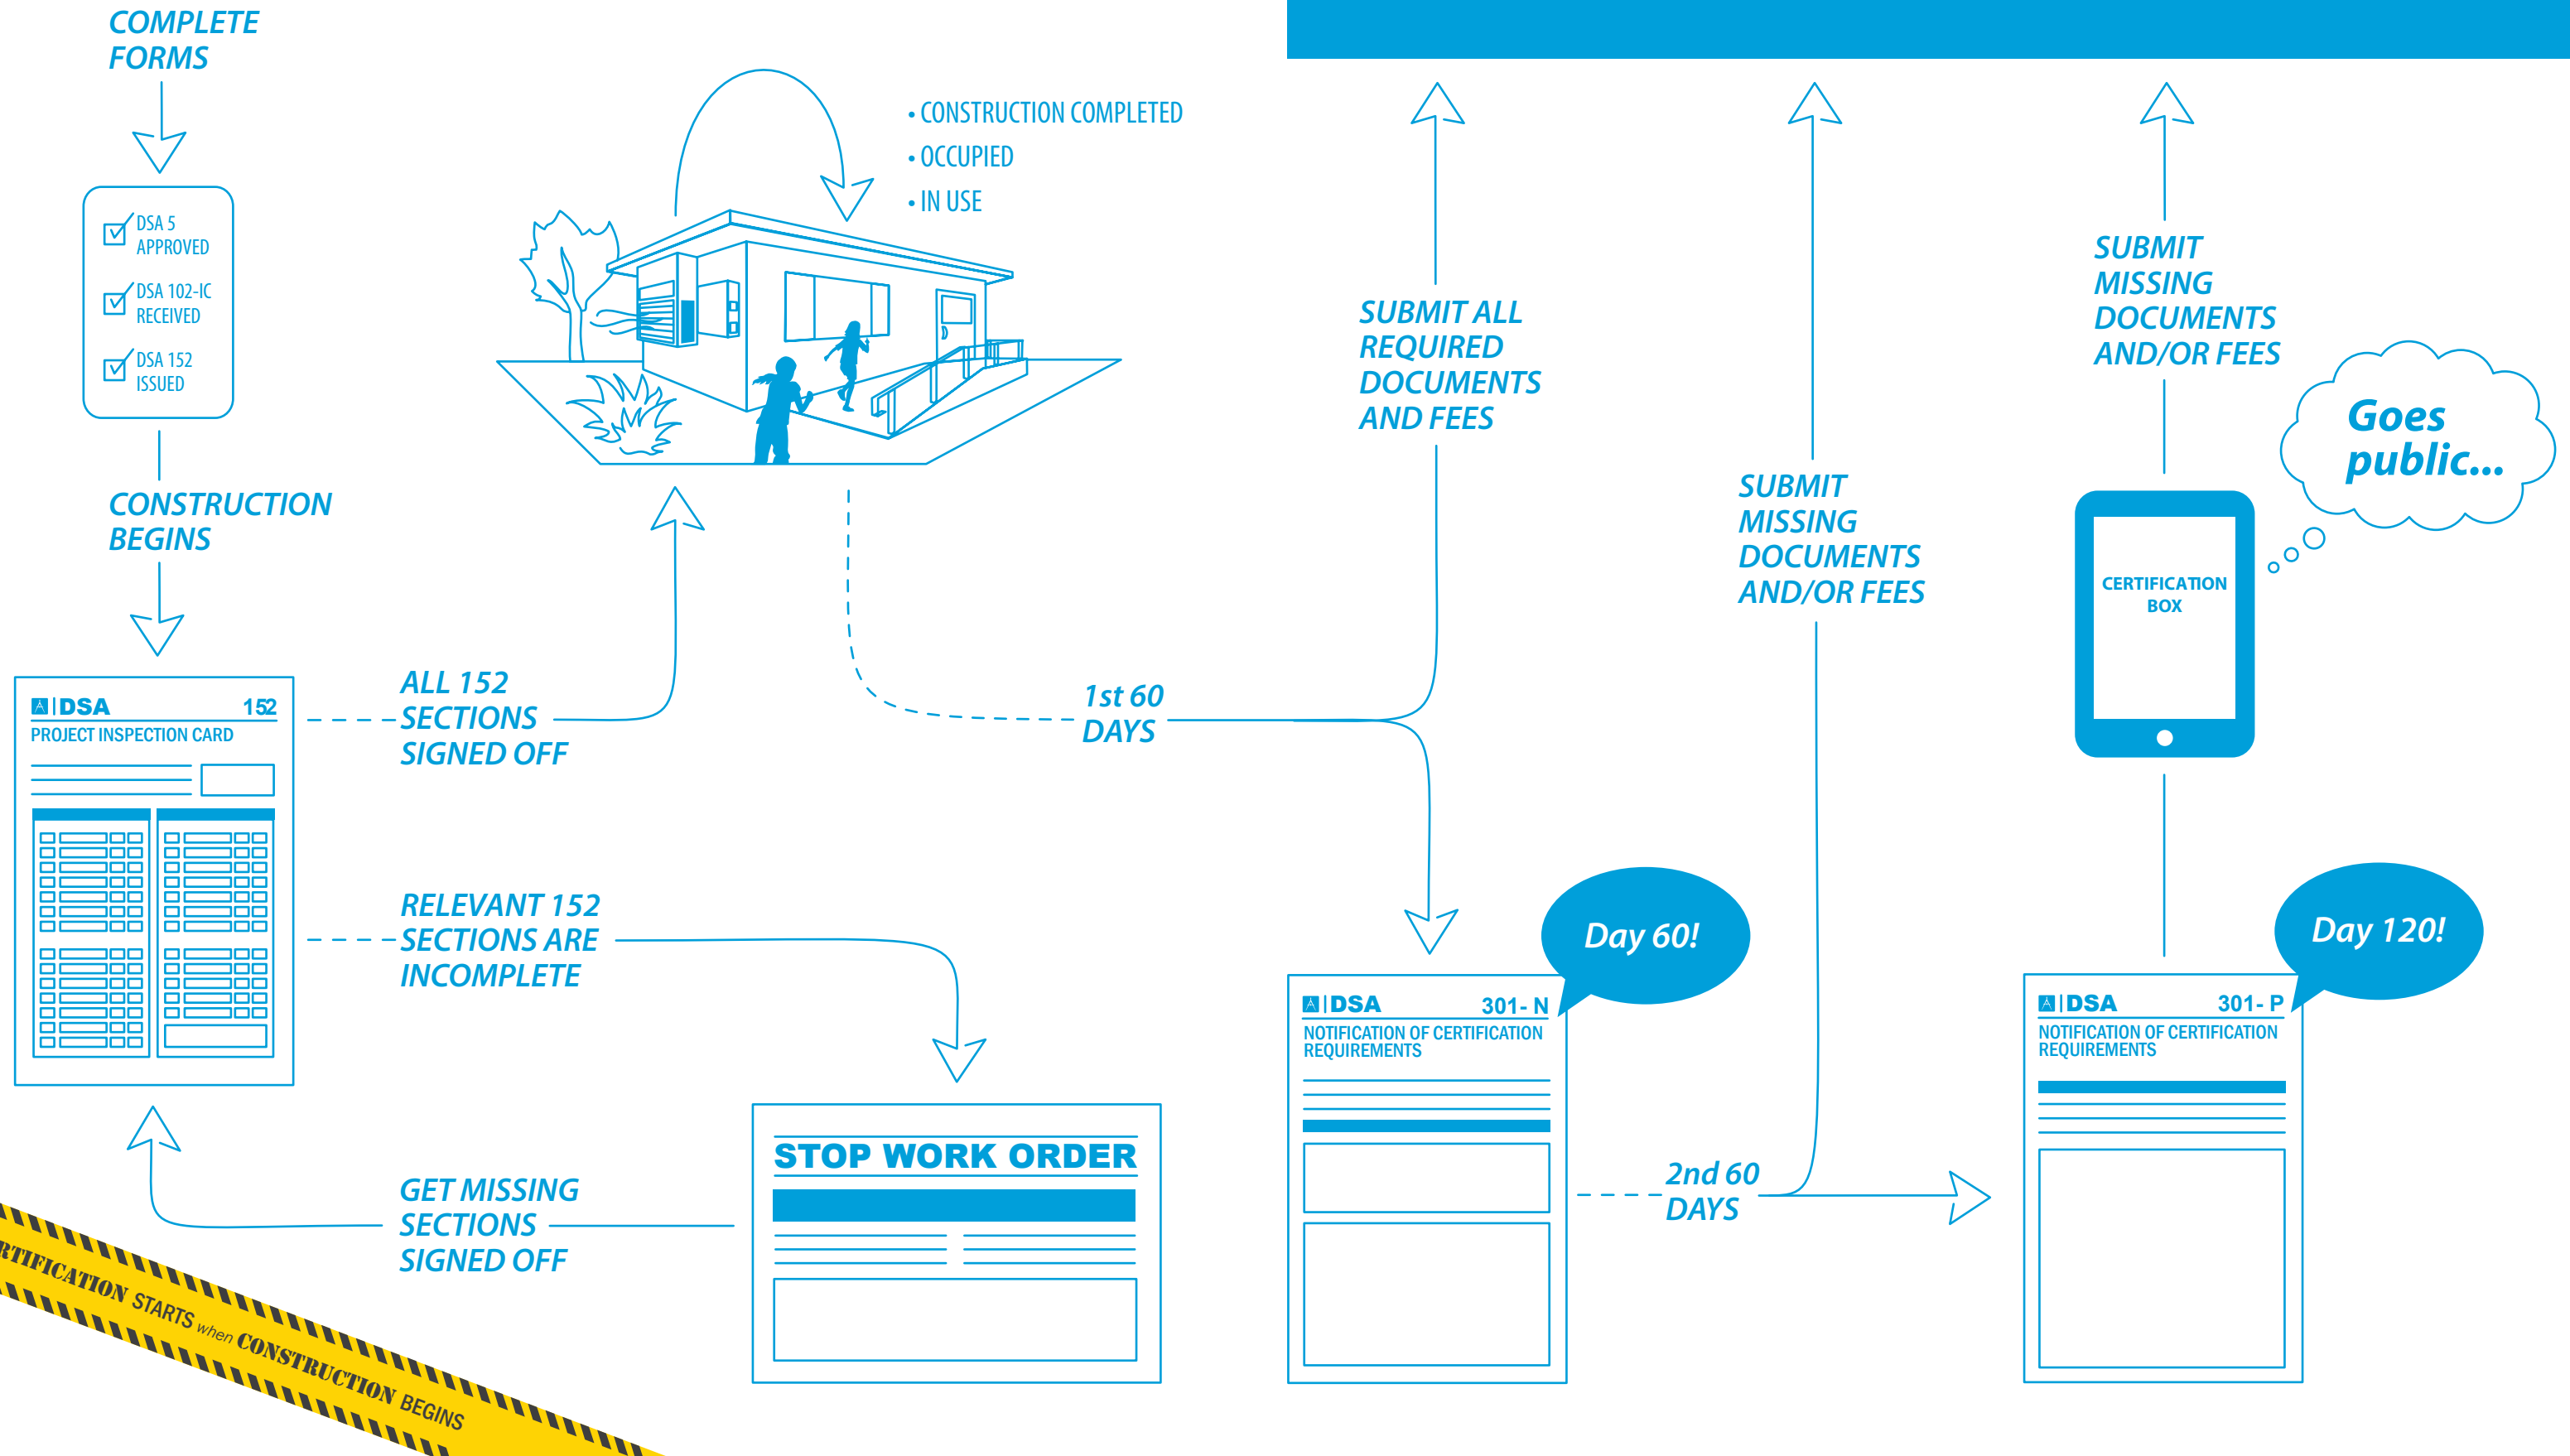 COMPLETE
FORMS
DSA 5
APPROVED
DSA 102-IC
RECEIVED
DSA 152
ISSUED
CONSTRUCTION
BEGINS
DSA 152
PROJECT INSPECTION CARD
ALL 152
SECTIONS
SIGNED OFF
RELEVANT 152
SECTIONS ARE
INCOMPLETE
STOP WORK ORDER
GET MISSING
SECTIONS
SIGNED OFF
• CONSTRUCTION COMPLETED
• OCCUPIED
• IN USE
1st 60
DAYS
SUBMIT ALL
REQUIRED
DOCUMENTS
AND FEES
Day 60!
DSA 301- N
NOTIFICATION OF CERTIFICATION
REQUIREMENTS
2nd 60
DAYS
SUBMIT
MISSING
DOCUMENTS
AND/OR FEES
Day 120!
DSA 301- P
NOTIFICATION OF CERTIFICATION
REQUIREMENTS
CERTIFICATION
BOX
Goes
public...
SUBMIT
MISSING
DOCUMENTS
AND/OR FEES
RTIFICATION STARTS when CONSTRUCTION BEGINS